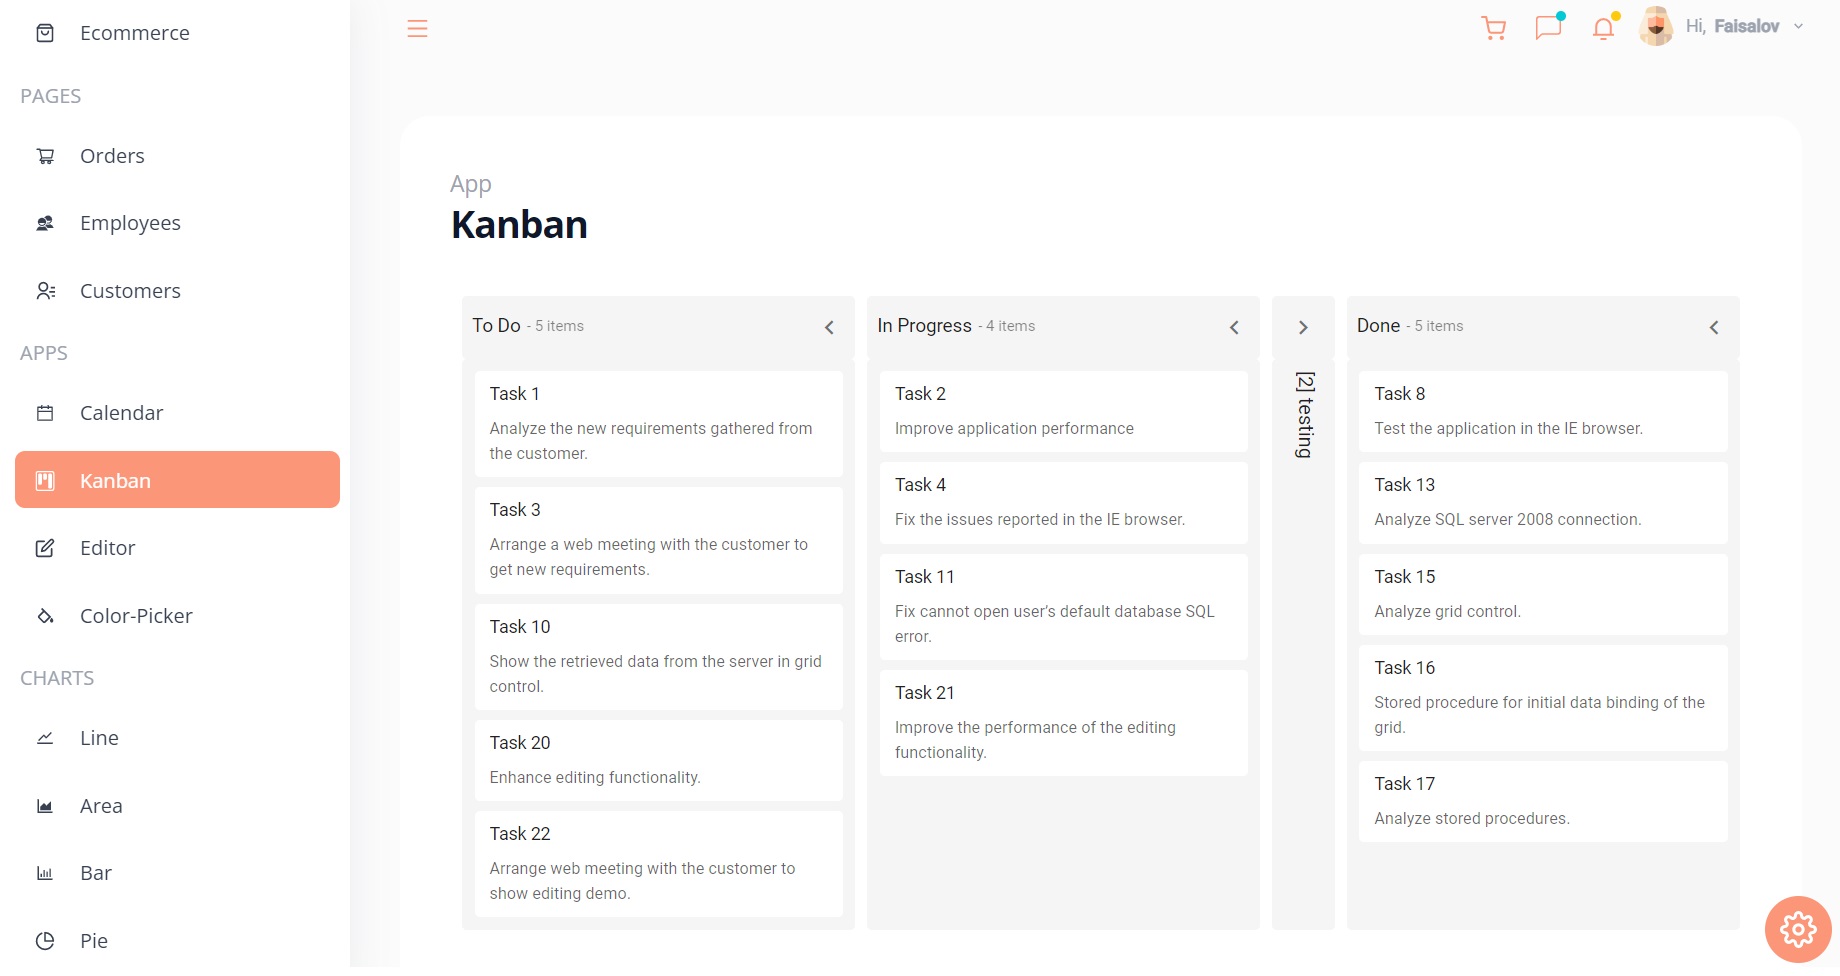 Ecommerce
PAGES
Orders
Employees
Customers
APPS
Calendar
Kanban
Editor
Color-Picker
CHARTS
Line
Area
Bar
Pie
Hi, Faisalov
App
Kanban
To Do - 5 items
Task 1
Analyze the new requirements gathered from
the customer.
Task 3
Arrange a web meeting with the customer to
get new requirements.
Task 10
Show the retrieved data from the server in grid
control.
Task 20
Enhance editing functionality.
Task 22
Arrange web meeting with the customer to
show editing demo.
In Progress - 4 items
Task 2
Improve application performance
Task 4
Fix the issues reported in the IE browser.
Task 11
Fix cannot open user's default database SQL
error.
Task 21
Improve the performance of the editing
functionality.
[2] testing
Done - 5 items
Task 8
Test the application in the IE browser.
Task 13
Analyze SQL server 2008 connection.
Task 15
Analyze grid control.
Task 16
Stored procedure for initial data binding of the
grid.
Task 17
Analyze stored procedures.